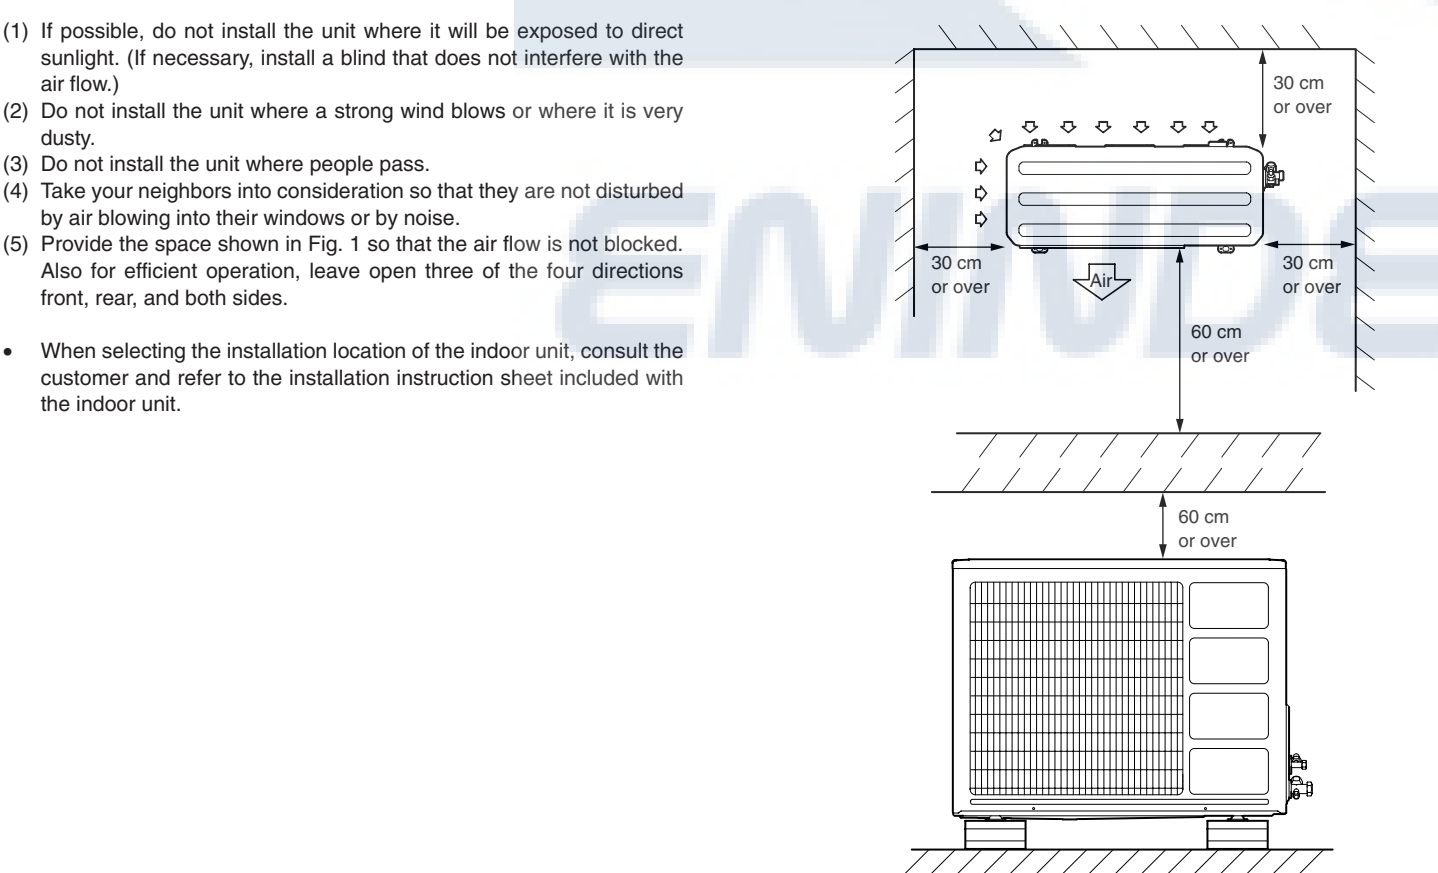 (1) If possible, do not install the unit where it will be exposed to direct
sunlight. (If necessary, install a blind that does not interfere with the
air flow.)
(2) Do not install the unit where a strong wind blows or where it is very
dusty.
(3) Do not install the unit where people pass.
(4) Take your neighbors into consideration so that they are not disturbed
by air blowing into their windows or by noise.
(5) Provide the space shown in Fig. 1 so that the air flow is not blocked.
Also for efficient operation, leave open three of the four directions
front, rear, and both sides.
• When selecting the installation location of the indoor unit, consult the
customer and refer to the installation instruction sheet included with
the indoor unit.
30 cm
or over
30 cm
or over
Air
30 cm
or over
60 cm
or over
60 cm
or over